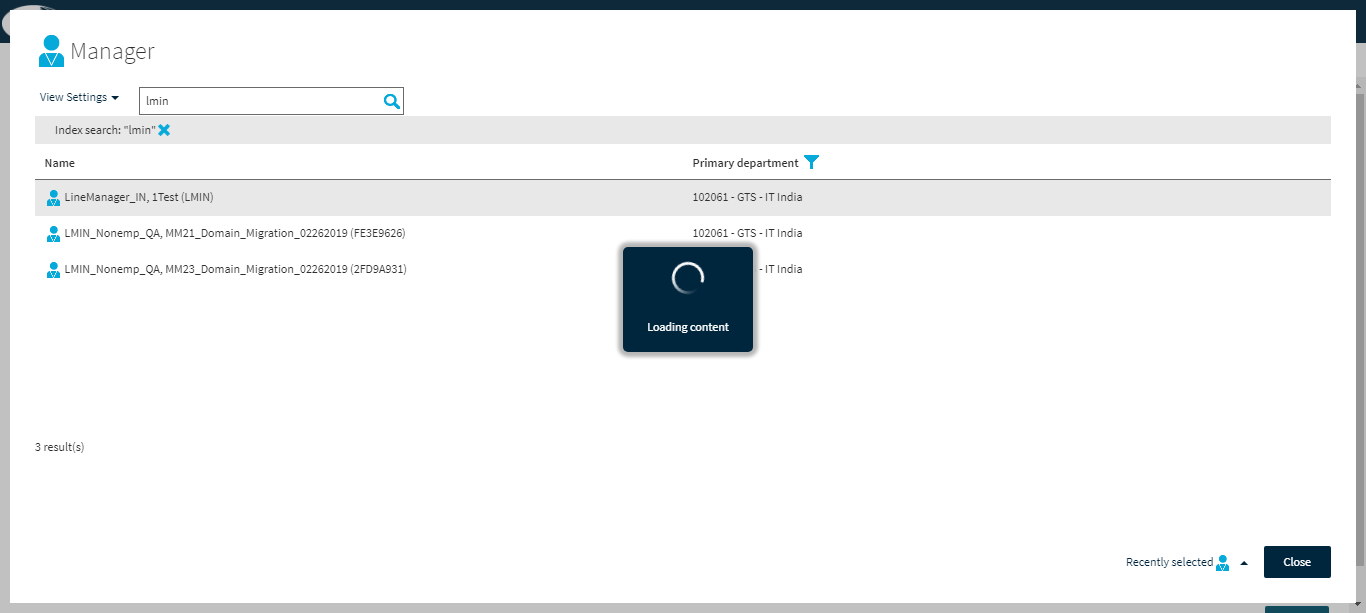 Manager
View Settings
lmin
Index search: "lmin"
Name Primary department
LineManager_IN, 1Test (LMIN) 102061 - GTS - IT India
LMIN_Nonemp_QA, MM21_Domain_Migration_02262019 (FE3E9626) 102061 - GTS - IT India
LMIN_Nonemp_QA, MM23_Domain_Migration_02262019 (2FD9A931) - IT India
Loading content
3 result(s)
Recently selected Close